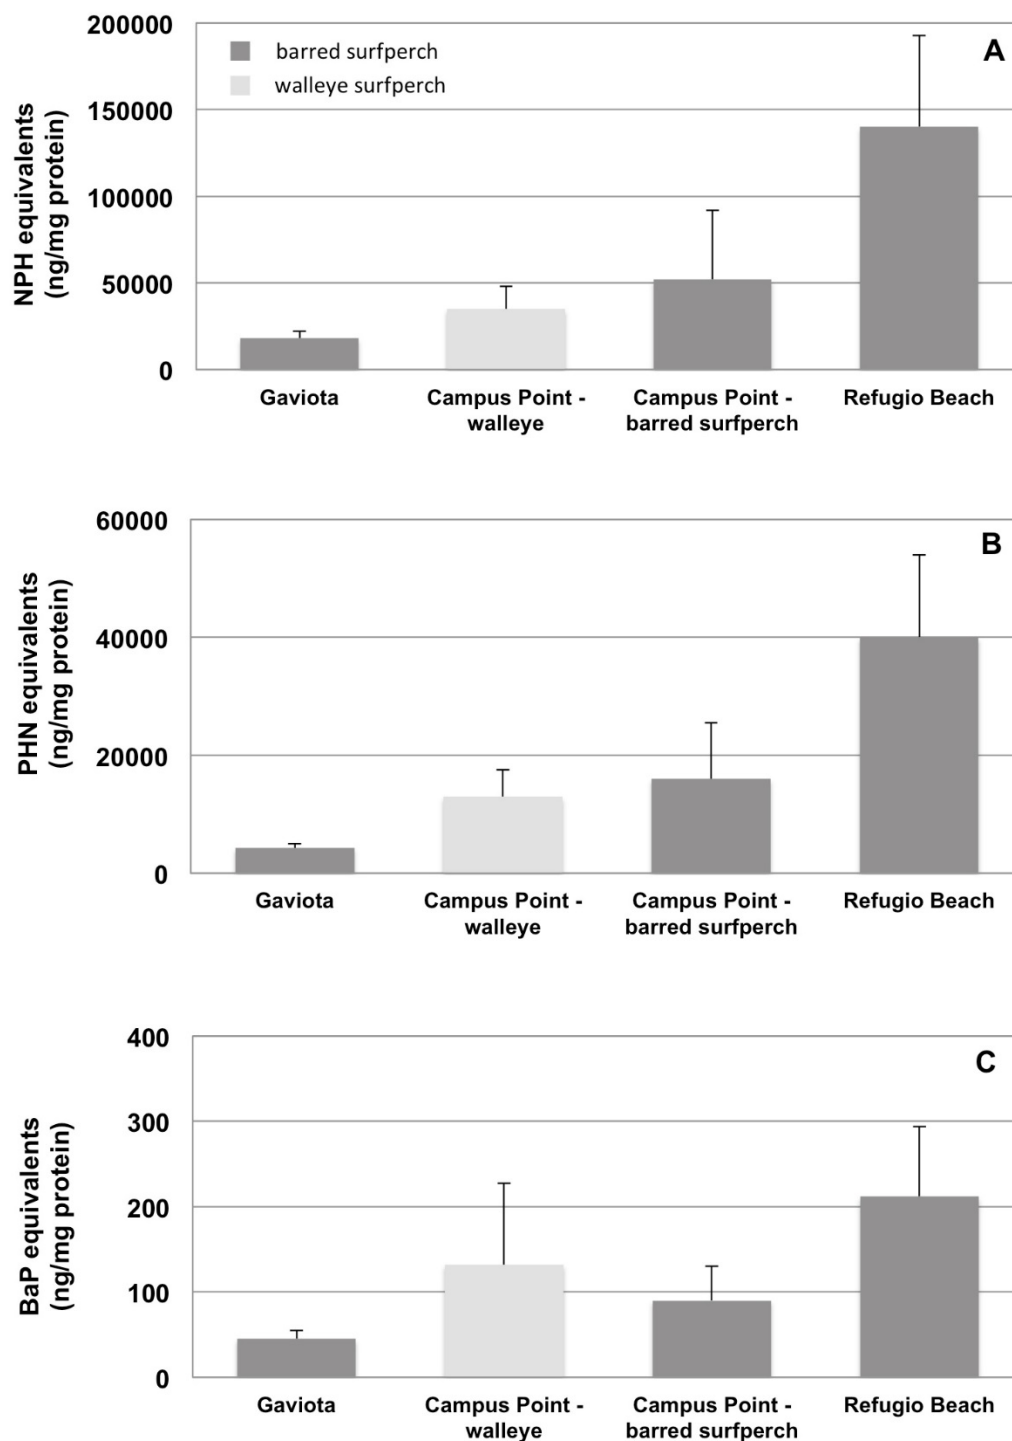 200000
barred surfperch
A
walleye surfperch
150000
100000
50000
0
NPH equivalents
(ng/mg protein)
Gaviota
Campus Point -
walleye
Campus Point -
barred surfperch
Refugio Beach
60000
B
40000
20000
0
PHN equivalents
(ng/mg protein)
Gaviota
Campus Point -
walleye
Campus Point -
barred surfperch
Refugio Beach
400
C
300
200
100
0
BaP equivalents
(ng/mg protein)
Gaviota
Campus Point -
walleye
Campus Point -
barred surfperch
Refugio Beach